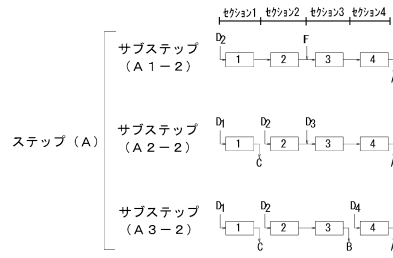 セクション1 セクション2 セクション3 セクション4
D2 F
サブステップ
(A1-2)
1 2 3 4
ステップ(A)
D1 D2 D3
サブステップ
(A2-2)
1 2 3 4
C
D1 D2 D4
サブステップ
(A3-2)
1 2 3 4
C B